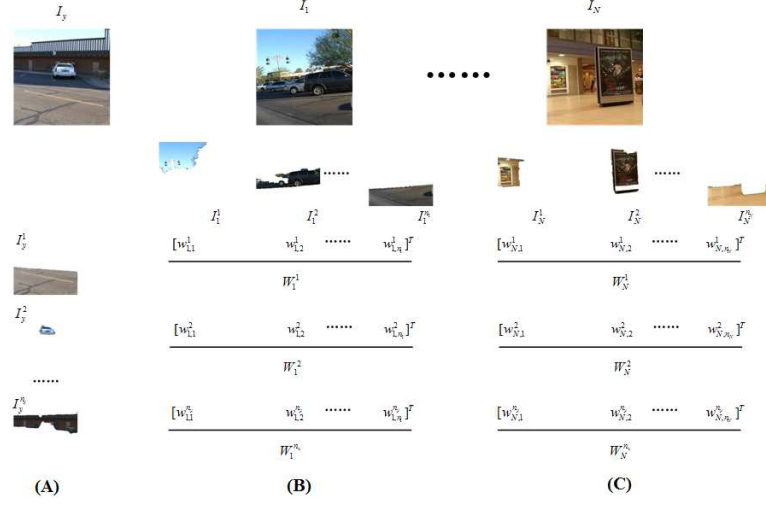 I_y I_1 I_N
......
...... ......
I_1^1 I_1^2 I_1^{n_1} I_N^1 I_N^2 I_N^{n_N}
I_y^1 [w_{1,1}^1 w_{1,2}^1 ...... w_{1,n_1}^1]^T [w_{N,1}^1 w_{N,2}^1 ...... w_{N,n_N}^1]^T
W_1^1 W_N^1
I_y^2 [w_{1,1}^2 w_{1,2}^2 ...... w_{1,n_1}^2]^T [w_{N,1}^2 w_{N,2}^2 ...... w_{N,n_N}^2]^T
W_1^2 W_N^2
......
I_y^{n_y} [w_{1,1}^{n_y} w_{1,2}^{n_y} ...... w_{1,n_1}^{n_y}]^T [w_{N,1}^{n_y} w_{N,2}^{n_y} ...... w_{N,n_N}^{n_y}]^T
W_1^{n_y} W_N^{n_y}
(A) (B) (C)